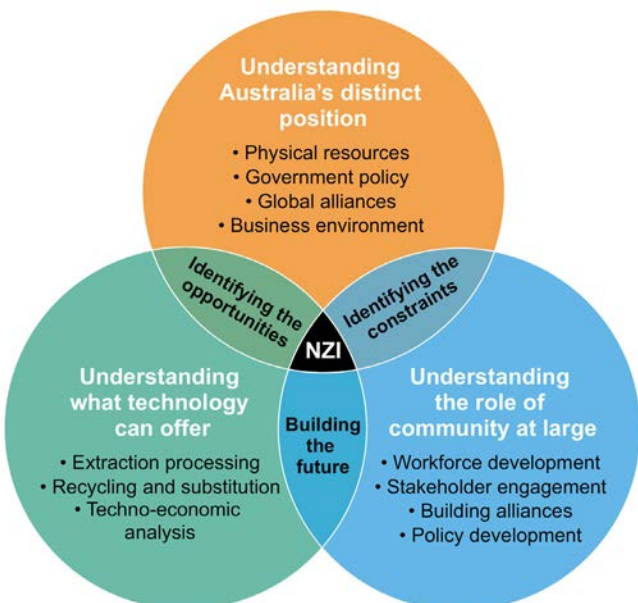 Understanding
Australia's distinct
position
• Physical resources
• Government policy
• Global alliances
• Business environment
Identifying the
opportunities
Identifying the
constraints
NZI
Understanding
what technology
can offer
• Extraction processing
• Recycling and substitution
• Techno-economic
analysis
Building
the
future
Understanding
the role of
community at large
• Workforce development
• Stakeholder engagement
• Building alliances
• Policy development